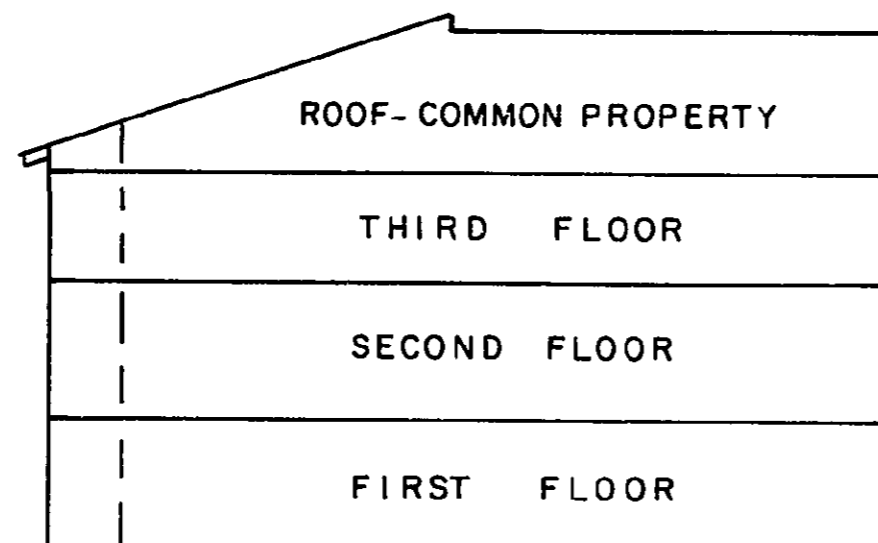 ROOF-COMMON PROPERTY
THIRD FLOOR
SECOND FLOOR
FIRST FLOOR